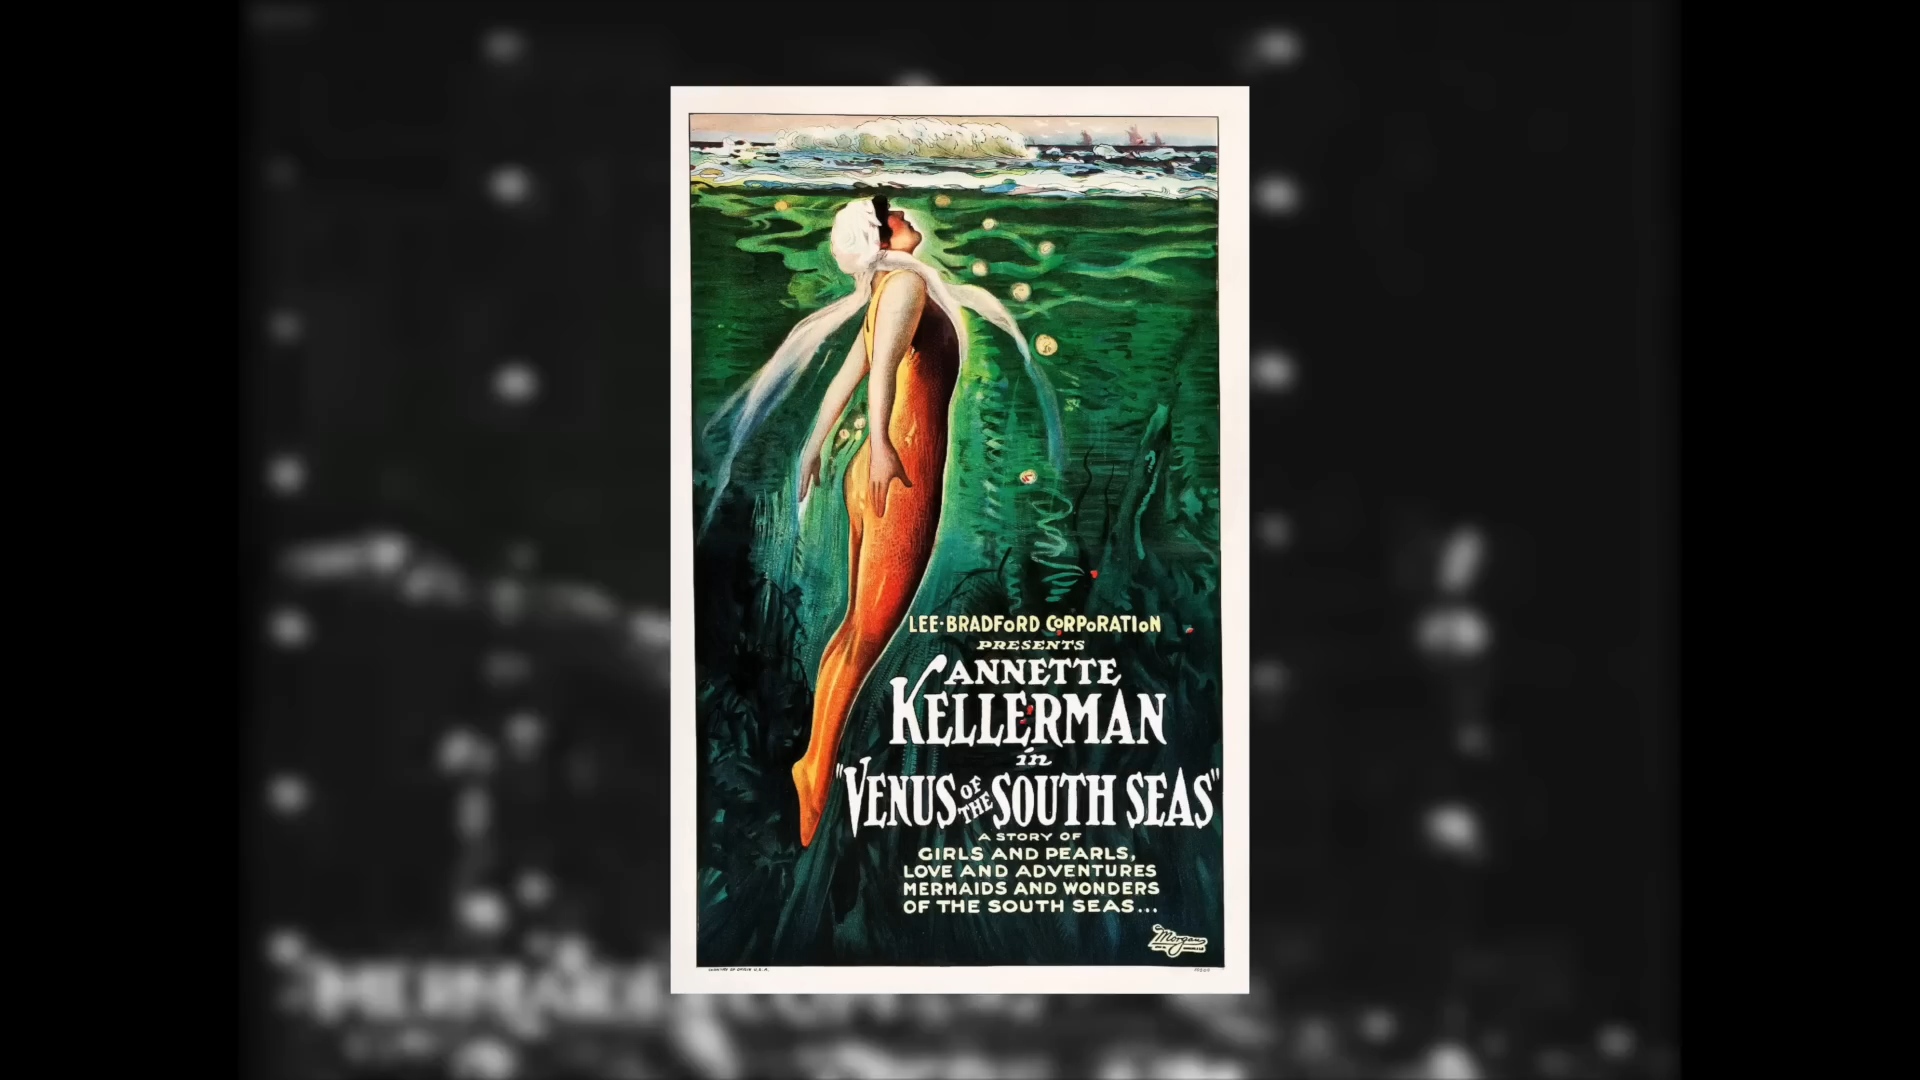 LEE-BRADFORD CORPORATION
PRESENTS
ANNETTE
KELLERMAN
in
"VENUS OF THE SOUTH SEAS"
A STORY OF
GIRLS AND PEARLS,
LOVE AND ADVENTURES
MERMAIDS AND WONDERS
OF THE SOUTH SEAS...
Morgan